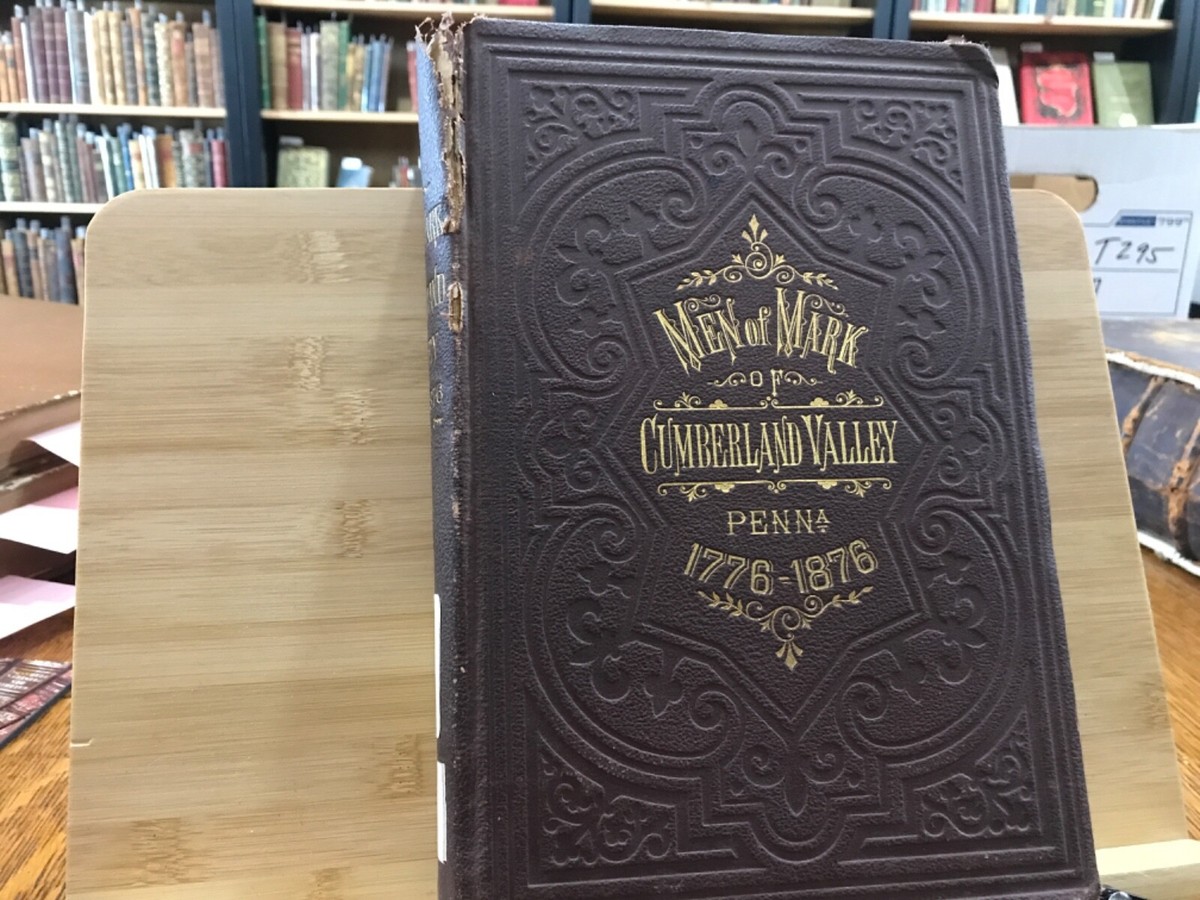 MEN of MARK
OF
CUMBERLAND VALLEY
PENNA
1776-1876
T295